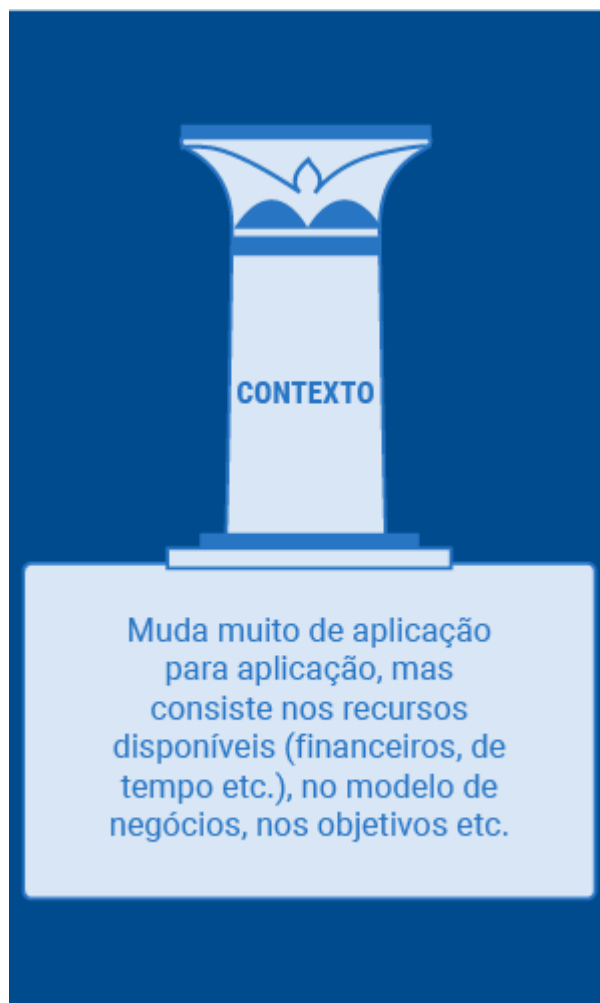 CONTEXTO
Muda muito de aplicação
para aplicação, mas
consiste nos recursos
disponíveis (financeiros, de
tempo etc.), no modelo de
negócios, nos objetivos etc.